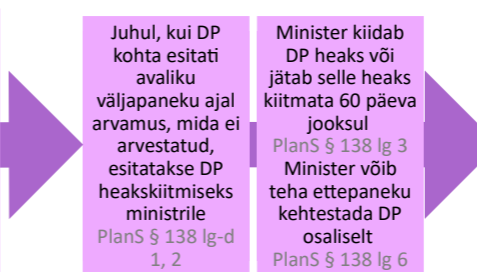 Juhul, kui DP
kohta esitati
avaliku
väljapaneku ajal
arvamus, mida ei
arvestatud,
esitatakse DP
heakskiitmiseks
ministrile
PlanS § 138 lg-d
1, 2
Minister kiidab
DP heaks või
jätab selle heaks
kiitmata 60 päeva
jooksul
PlanS § 138 lg 3
Minister võib
teha ettepaneku
kehtestada DP
osaliselt
PlanS § 138 lg 6